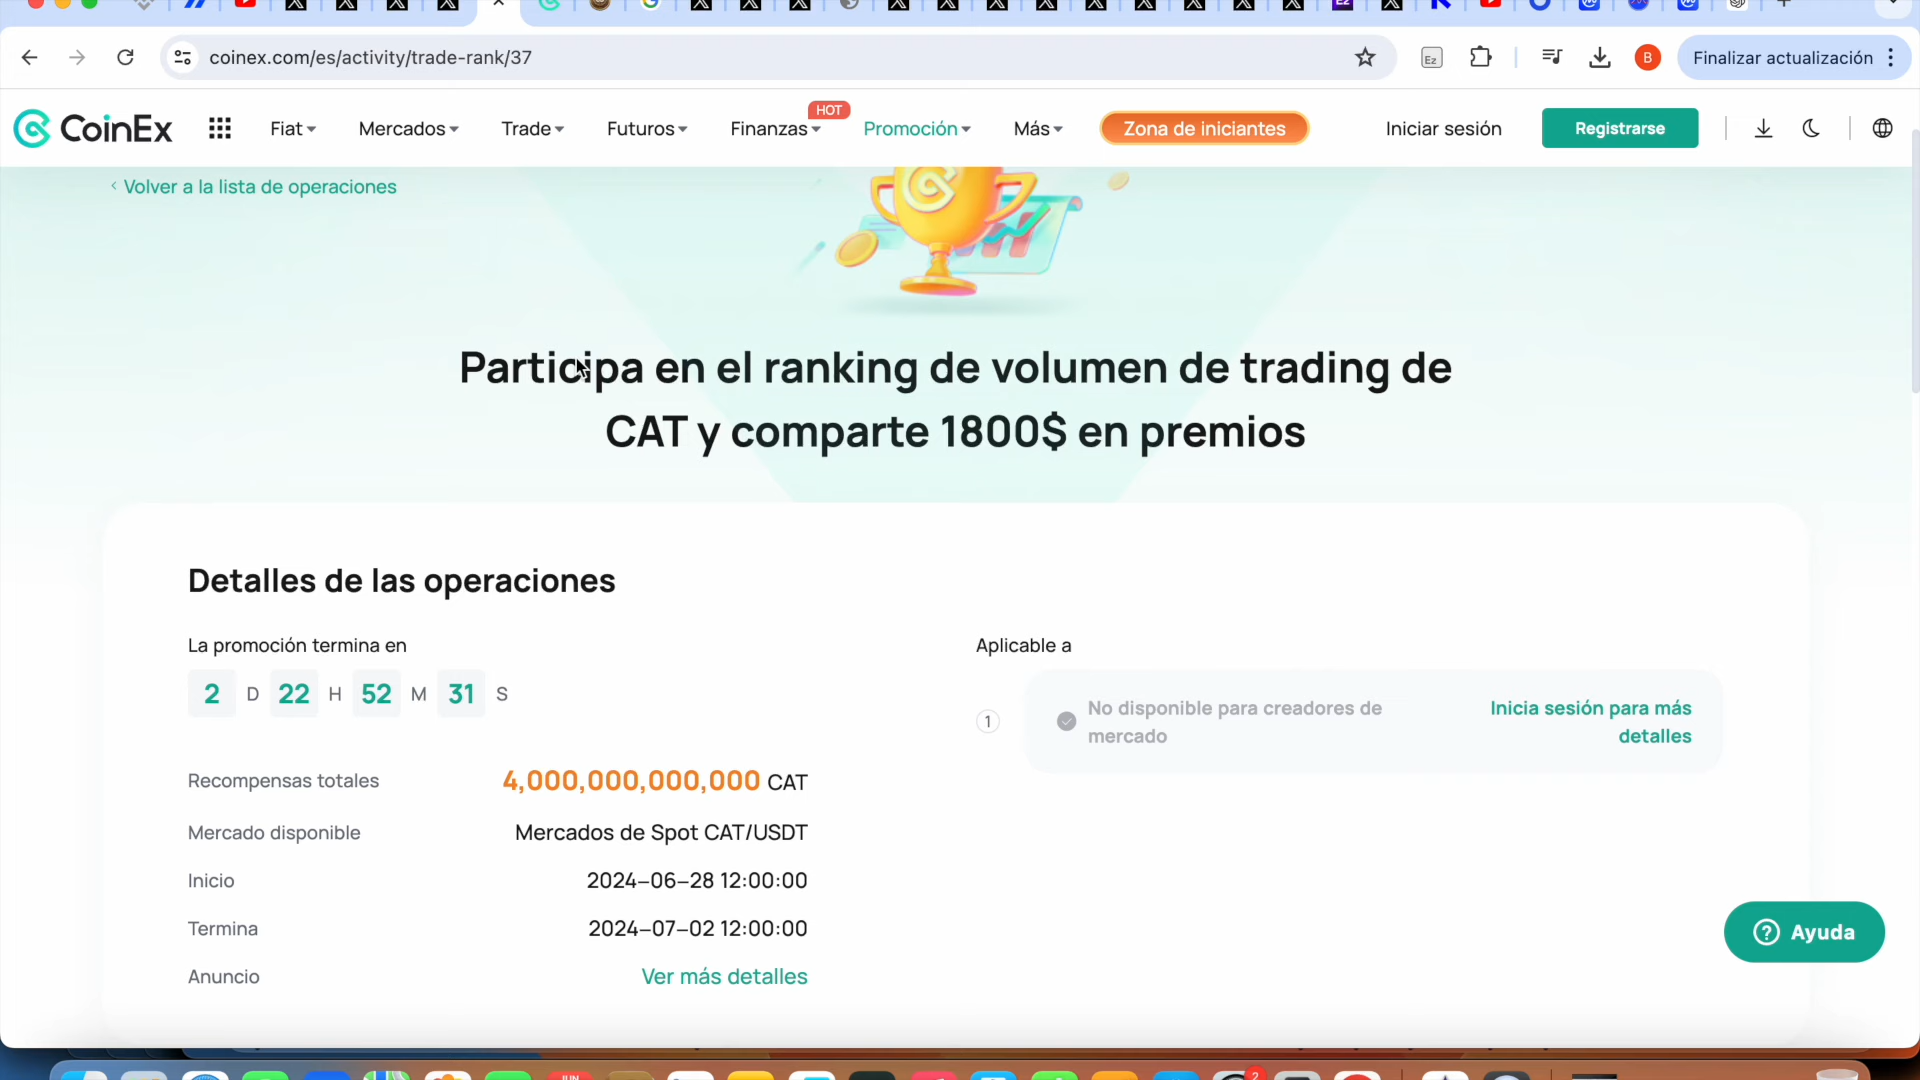 coinex.com/es/activity/trade-rank/37
Ez
B
Finalizar actualización
CoinEx
Fiat
Mercados
Trade
Futuros
Finanzas
HOT
Promoción
Más
Zona de iniciantes
Iniciar sesión
Registrarse
Volver a la lista de operaciones
Participa en el ranking de volumen de trading de
CAT y comparte 1800$ en premios
Detalles de las operaciones
La promoción termina en
2 D 22 H 52 M 31 S
Recompensas totales 4,000,000,000,000 CAT
Mercado disponible Mercados de Spot CAT/USDT
Inicio 2024-06-28 12:00:00
Termina 2024-07-02 12:00:00
Anuncio Ver más detalles
Aplicable a
1
No disponible para creadores de
mercado
Inicia sesión para más
detalles
Ayuda
JUN
2